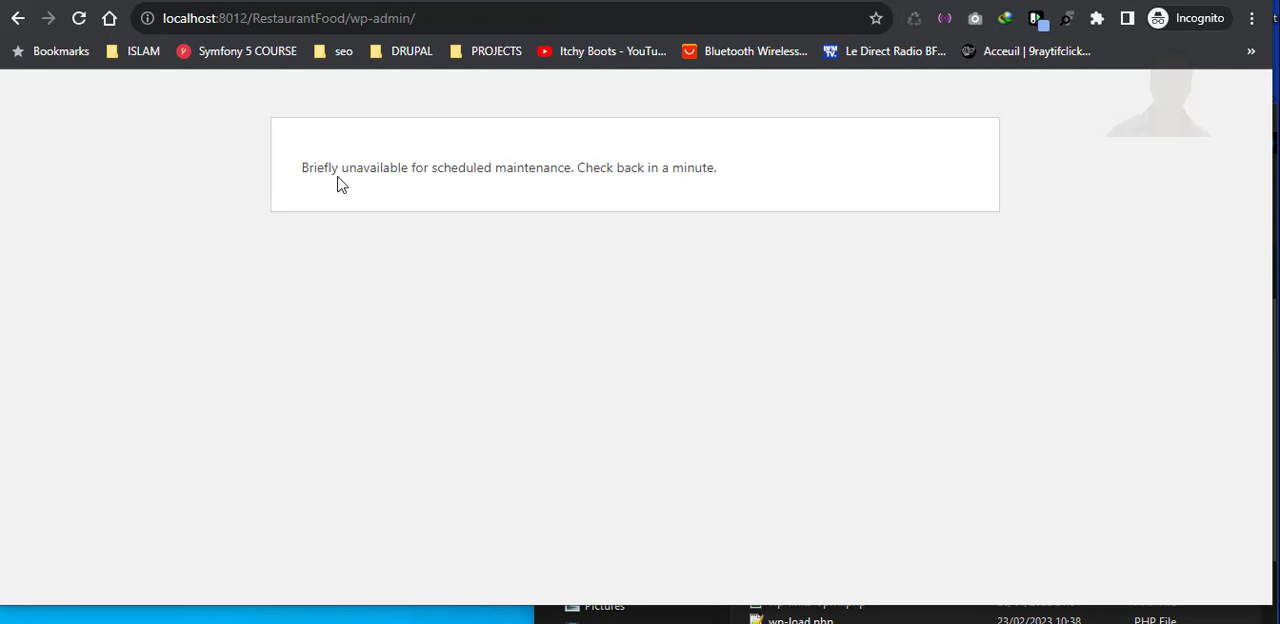 localhost:8012/RestaurantFood/wp-admin/
Incognito
Bookmarks
ISLAM
Symfony 5 COURSE
seo
DRUPAL
PROJECTS
Itchy Boots - YouTu...
Bluetooth Wireless...
Le Direct Radio BF...
Acceuil | 9raytifclick...
»
Briefly unavailable for scheduled maintenance. Check back in a minute.
Pictures
wp-load.php
23/02/2023 10:38
PHP File